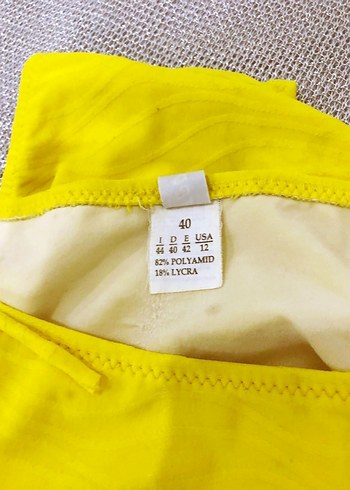 40
I D E USA
44 40 42 12
82% POLYAMID
18% LYCRA